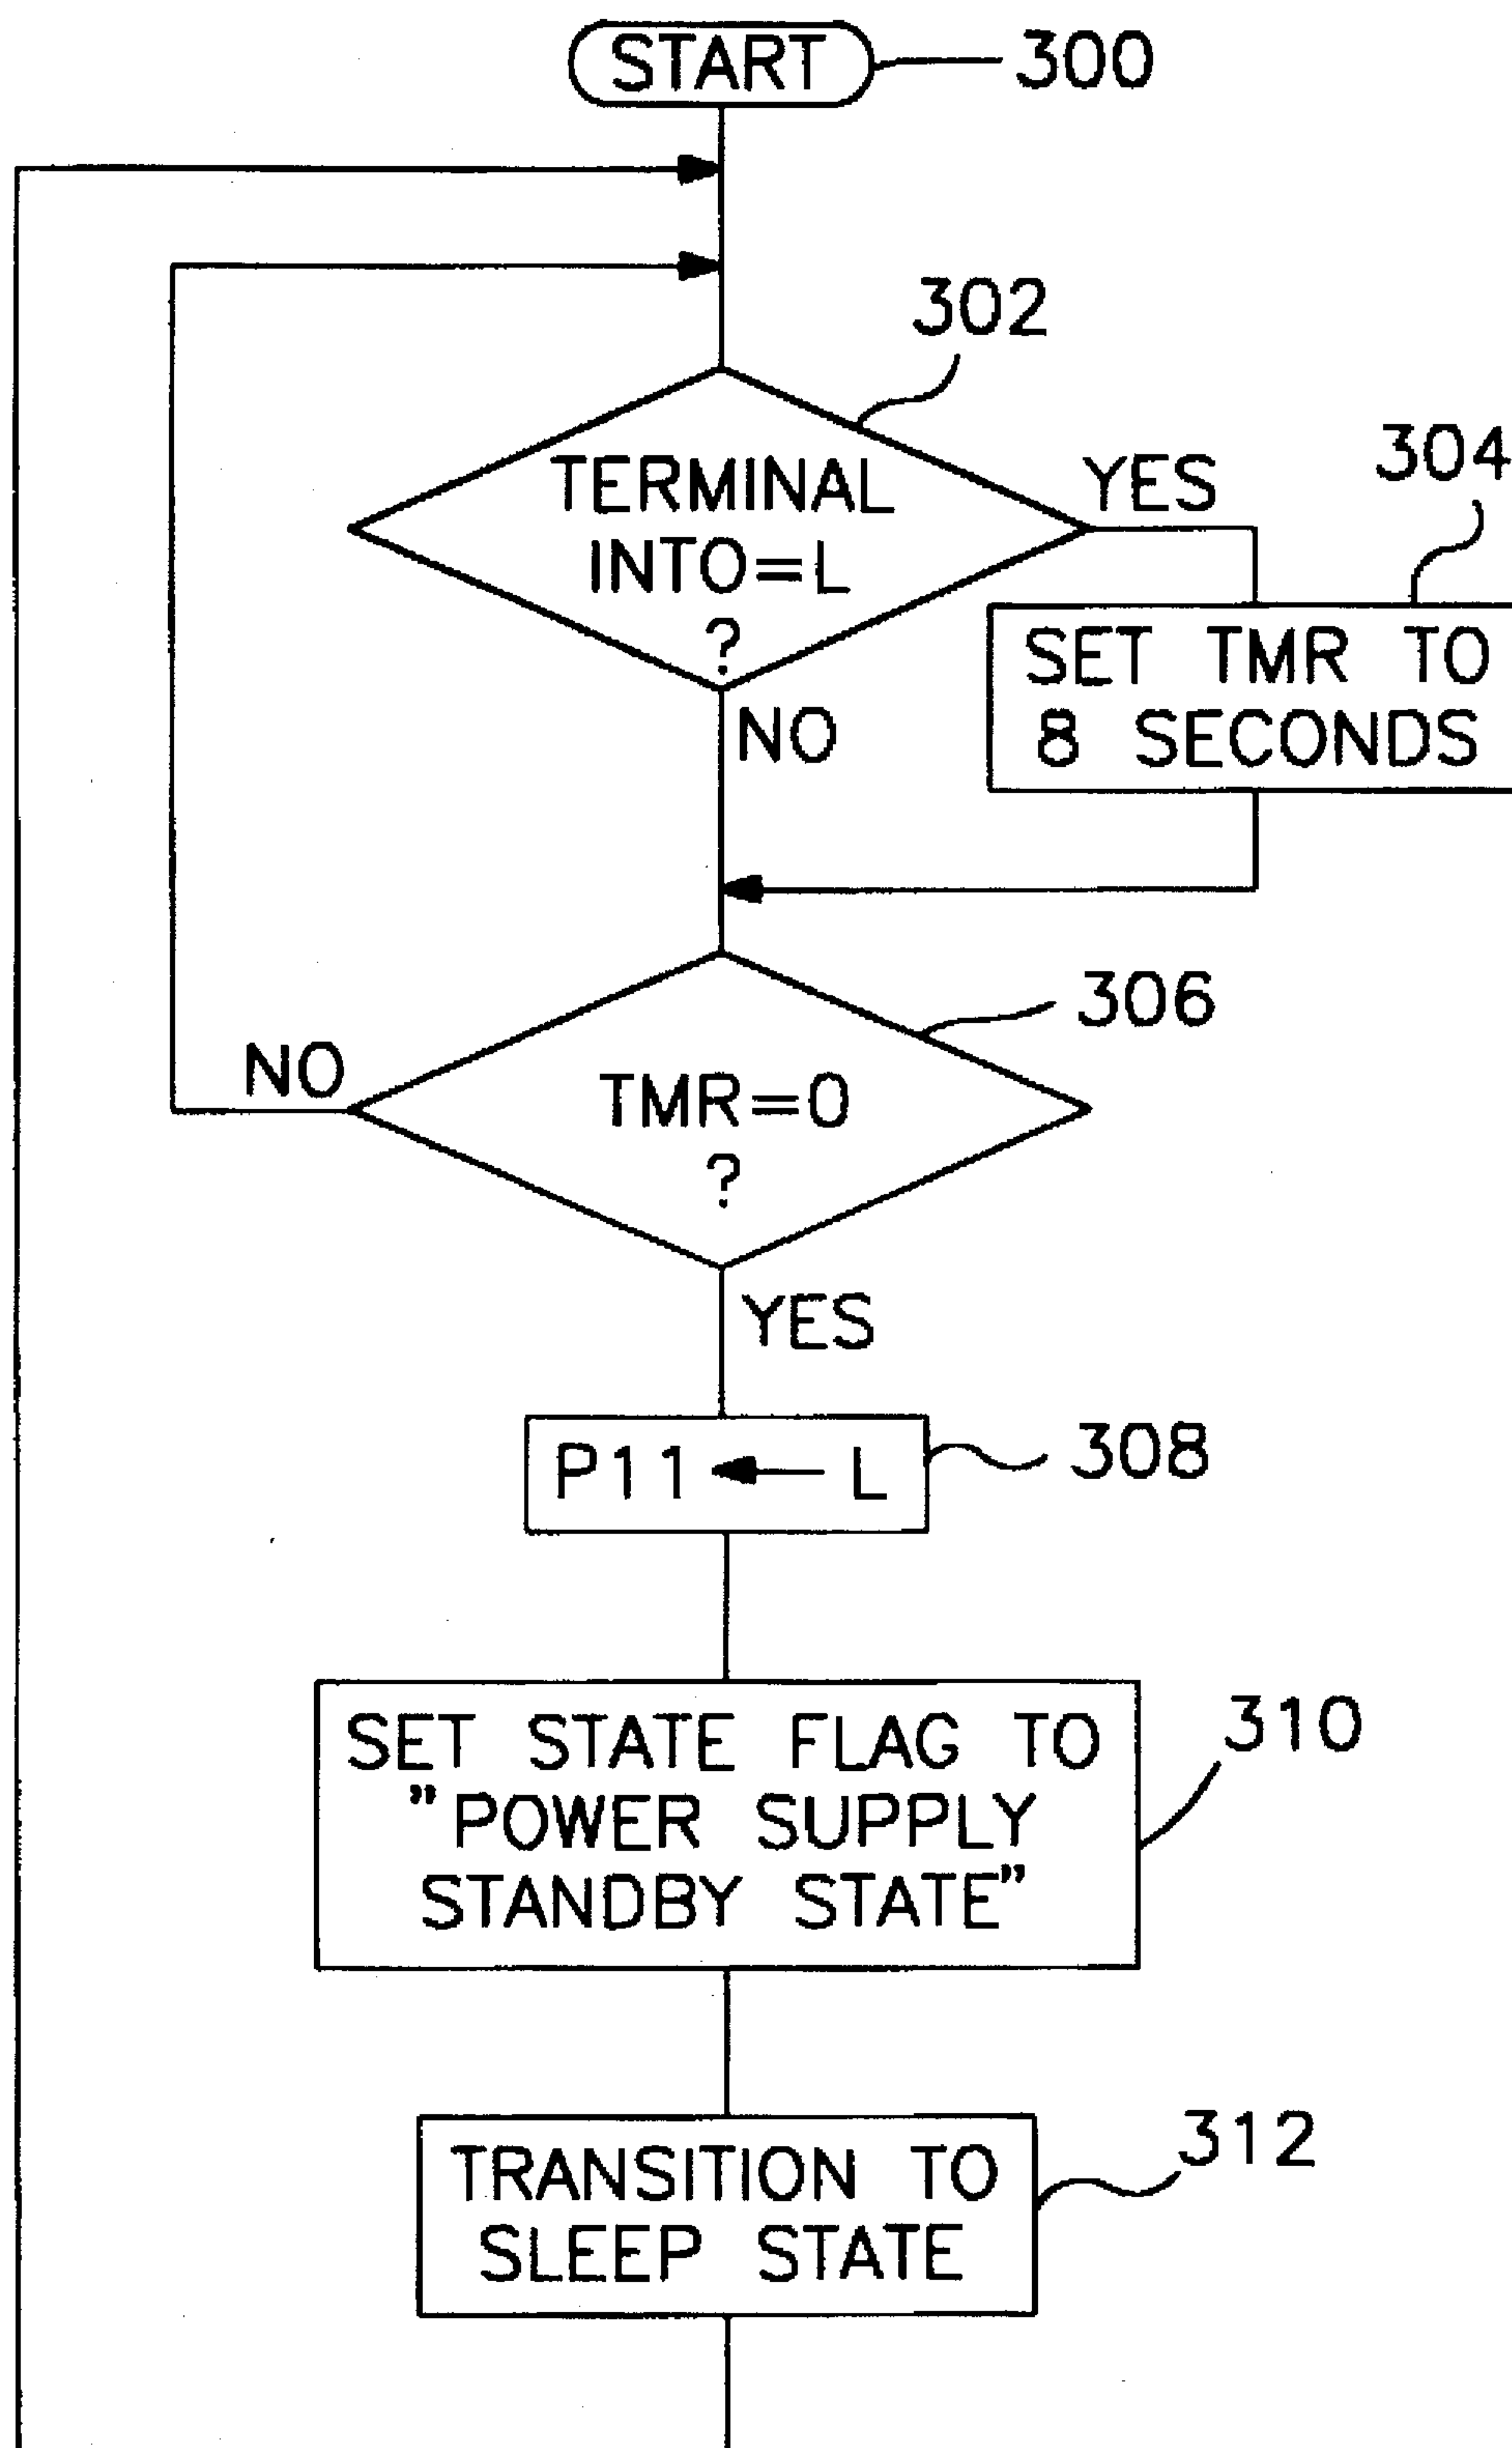 START
300
302
TERMINAL
INTO=L
?
YES
304
SET TMR TO
8 SECONDS
NO
306
NO
TMR=0
?
YES
P11 ← L
308
SET STATE FLAG TO
"POWER SUPPLY
STANDBY STATE"
310
TRANSITION TO
SLEEP STATE
312